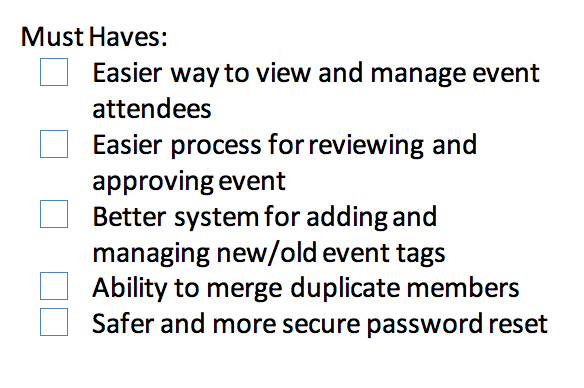 Must Haves:
Easier way to view and manage event
attendees
Easier process for reviewing and
approving event
Better system for adding and
managing new/old event tags
Ability to merge duplicate members
Safer and more secure password reset